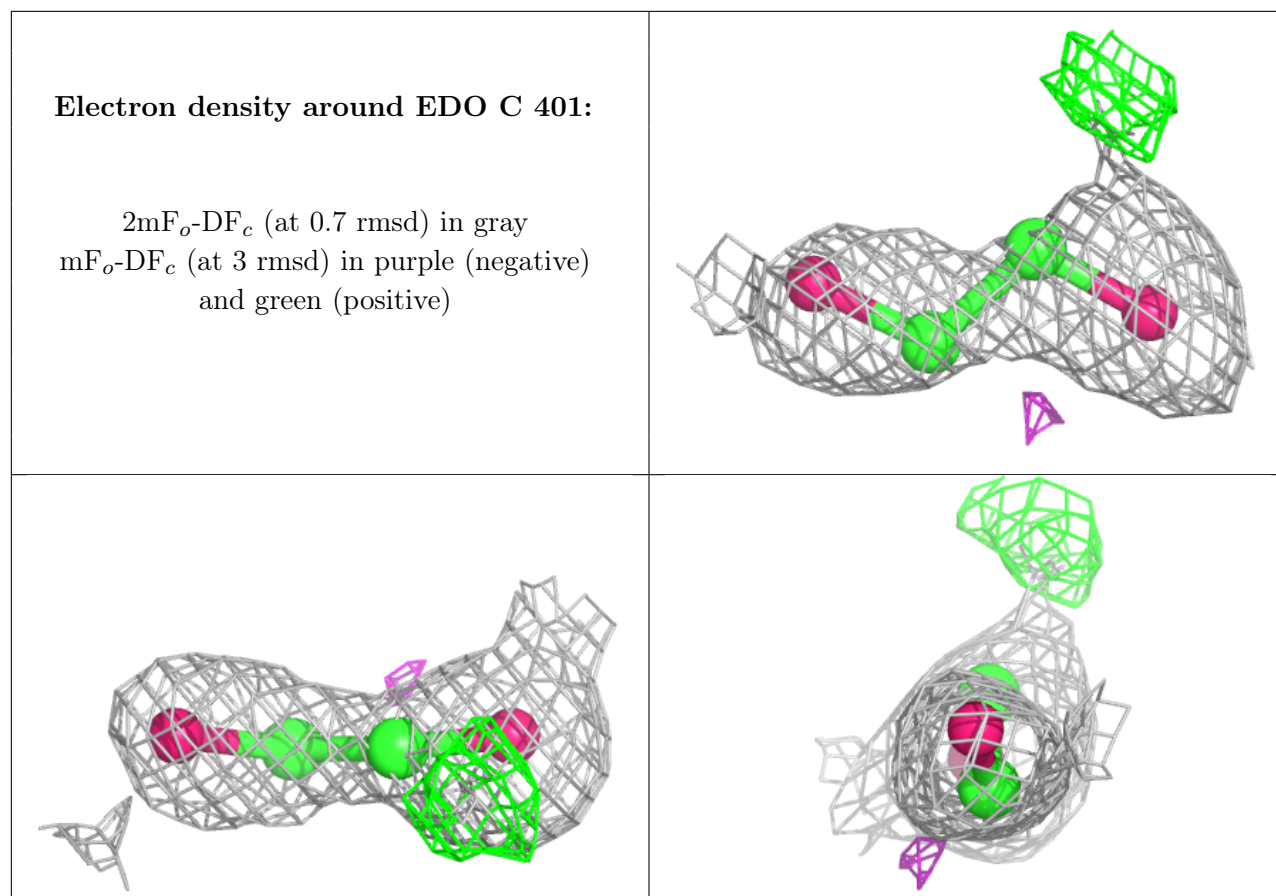 Electron density around EDO C 401:
2mFo-DFc (at 0.7 rmsd) in gray
mFo-DFc (at 3 rmsd) in purple (negative)
and green (positive)